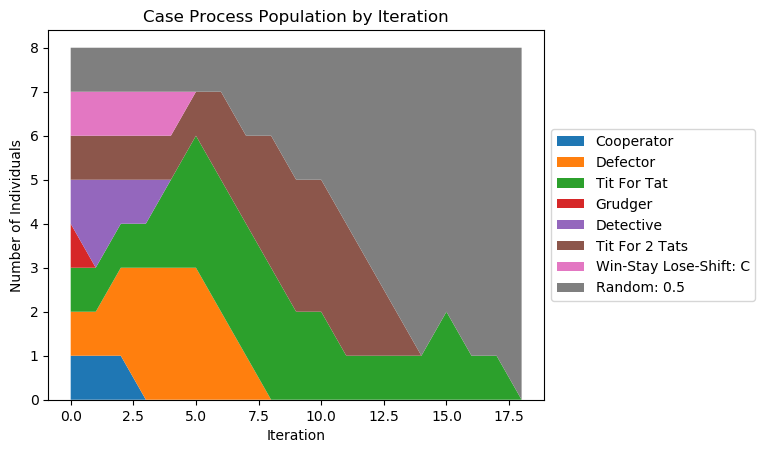 Case Process Population by Iteration
Number of Individuals
8
7
6
5
4
3
2
1
0
0.0 2.5 5.0 7.5 10.0 12.5 15.0 17.5
Iteration
Cooperator
Defector
Tit For Tat
Grudger
Detective
Tit For 2 Tats
Win-Stay Lose-Shift: C
Random: 0.5